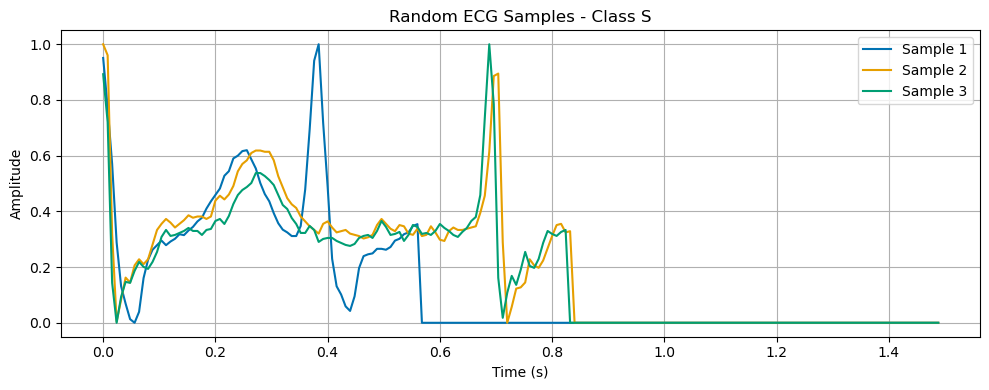 Random ECG Samples - Class S
Amplitude
1.0
0.8
0.6
0.4
0.2
0.0
Sample 1
Sample 2
Sample 3
0.0 0.2 0.4 0.6 0.8 1.0 1.2 1.4
Time (s)